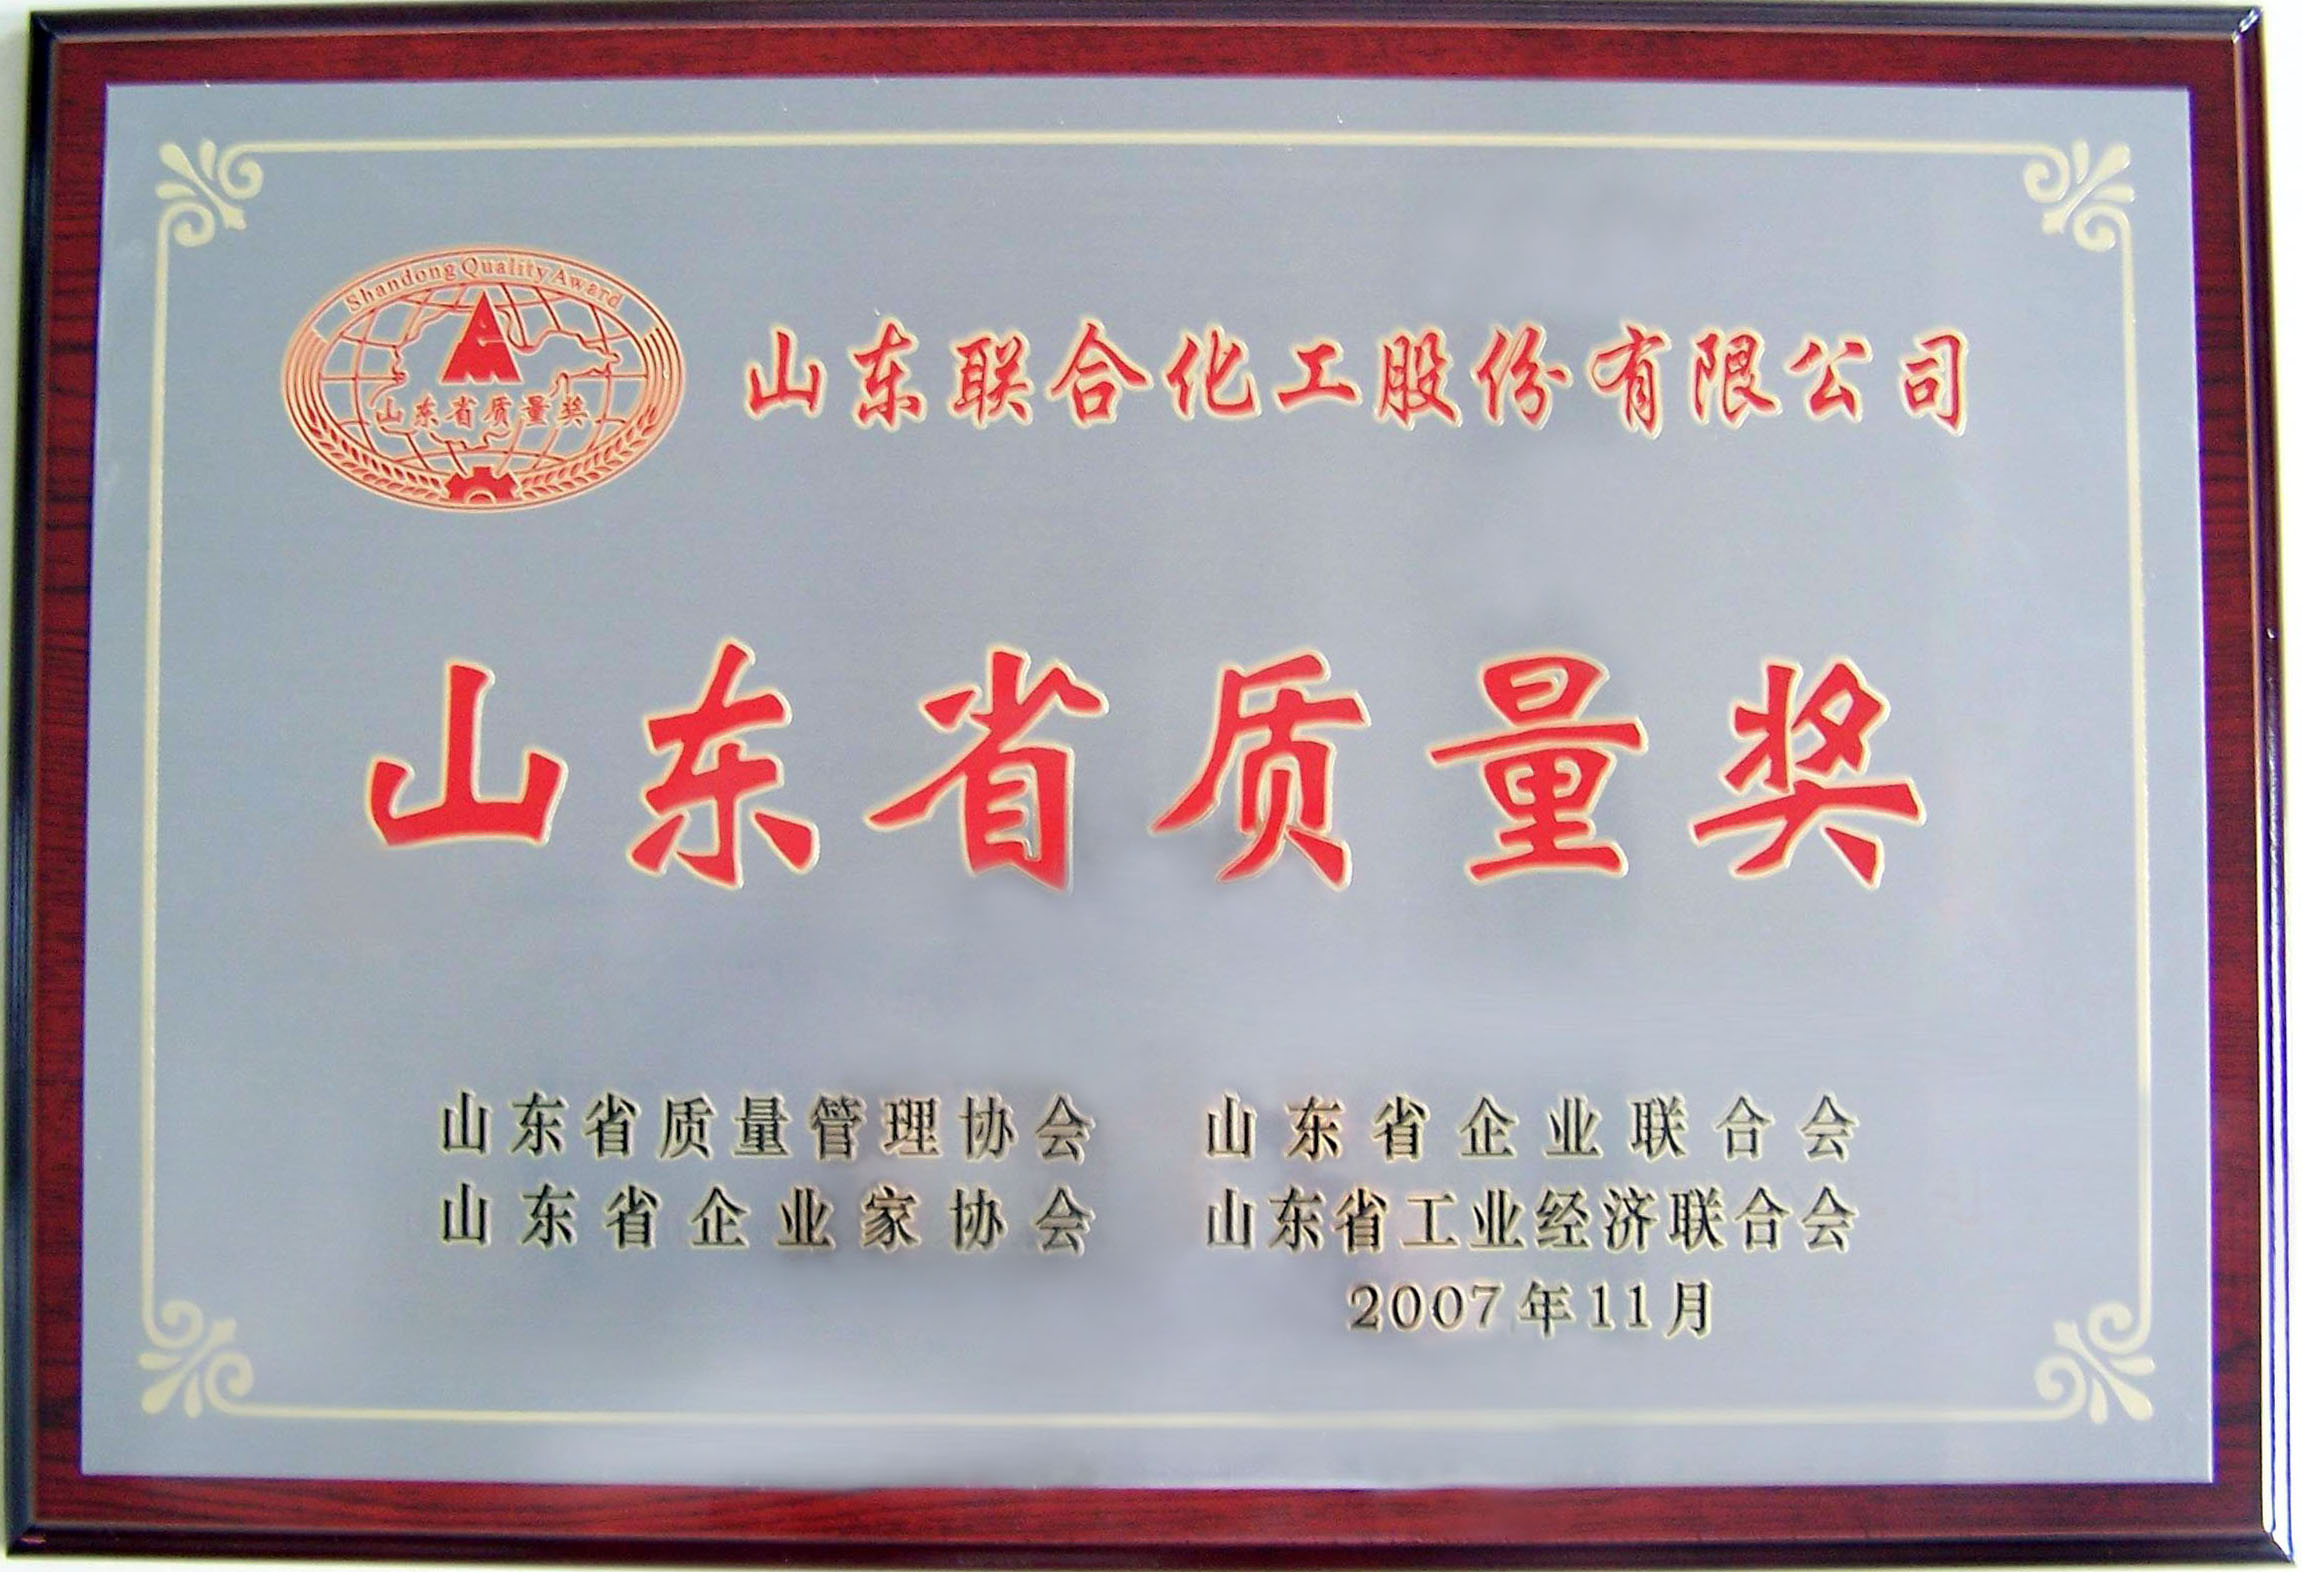 Shandong Quality Award
山东省质量奖
山东联合化工股份有限公司
山东省质量奖
山东省质量管理协会 山东省企业联合会
山东省企业家协会 山东省工业经济联合会
2007年11月